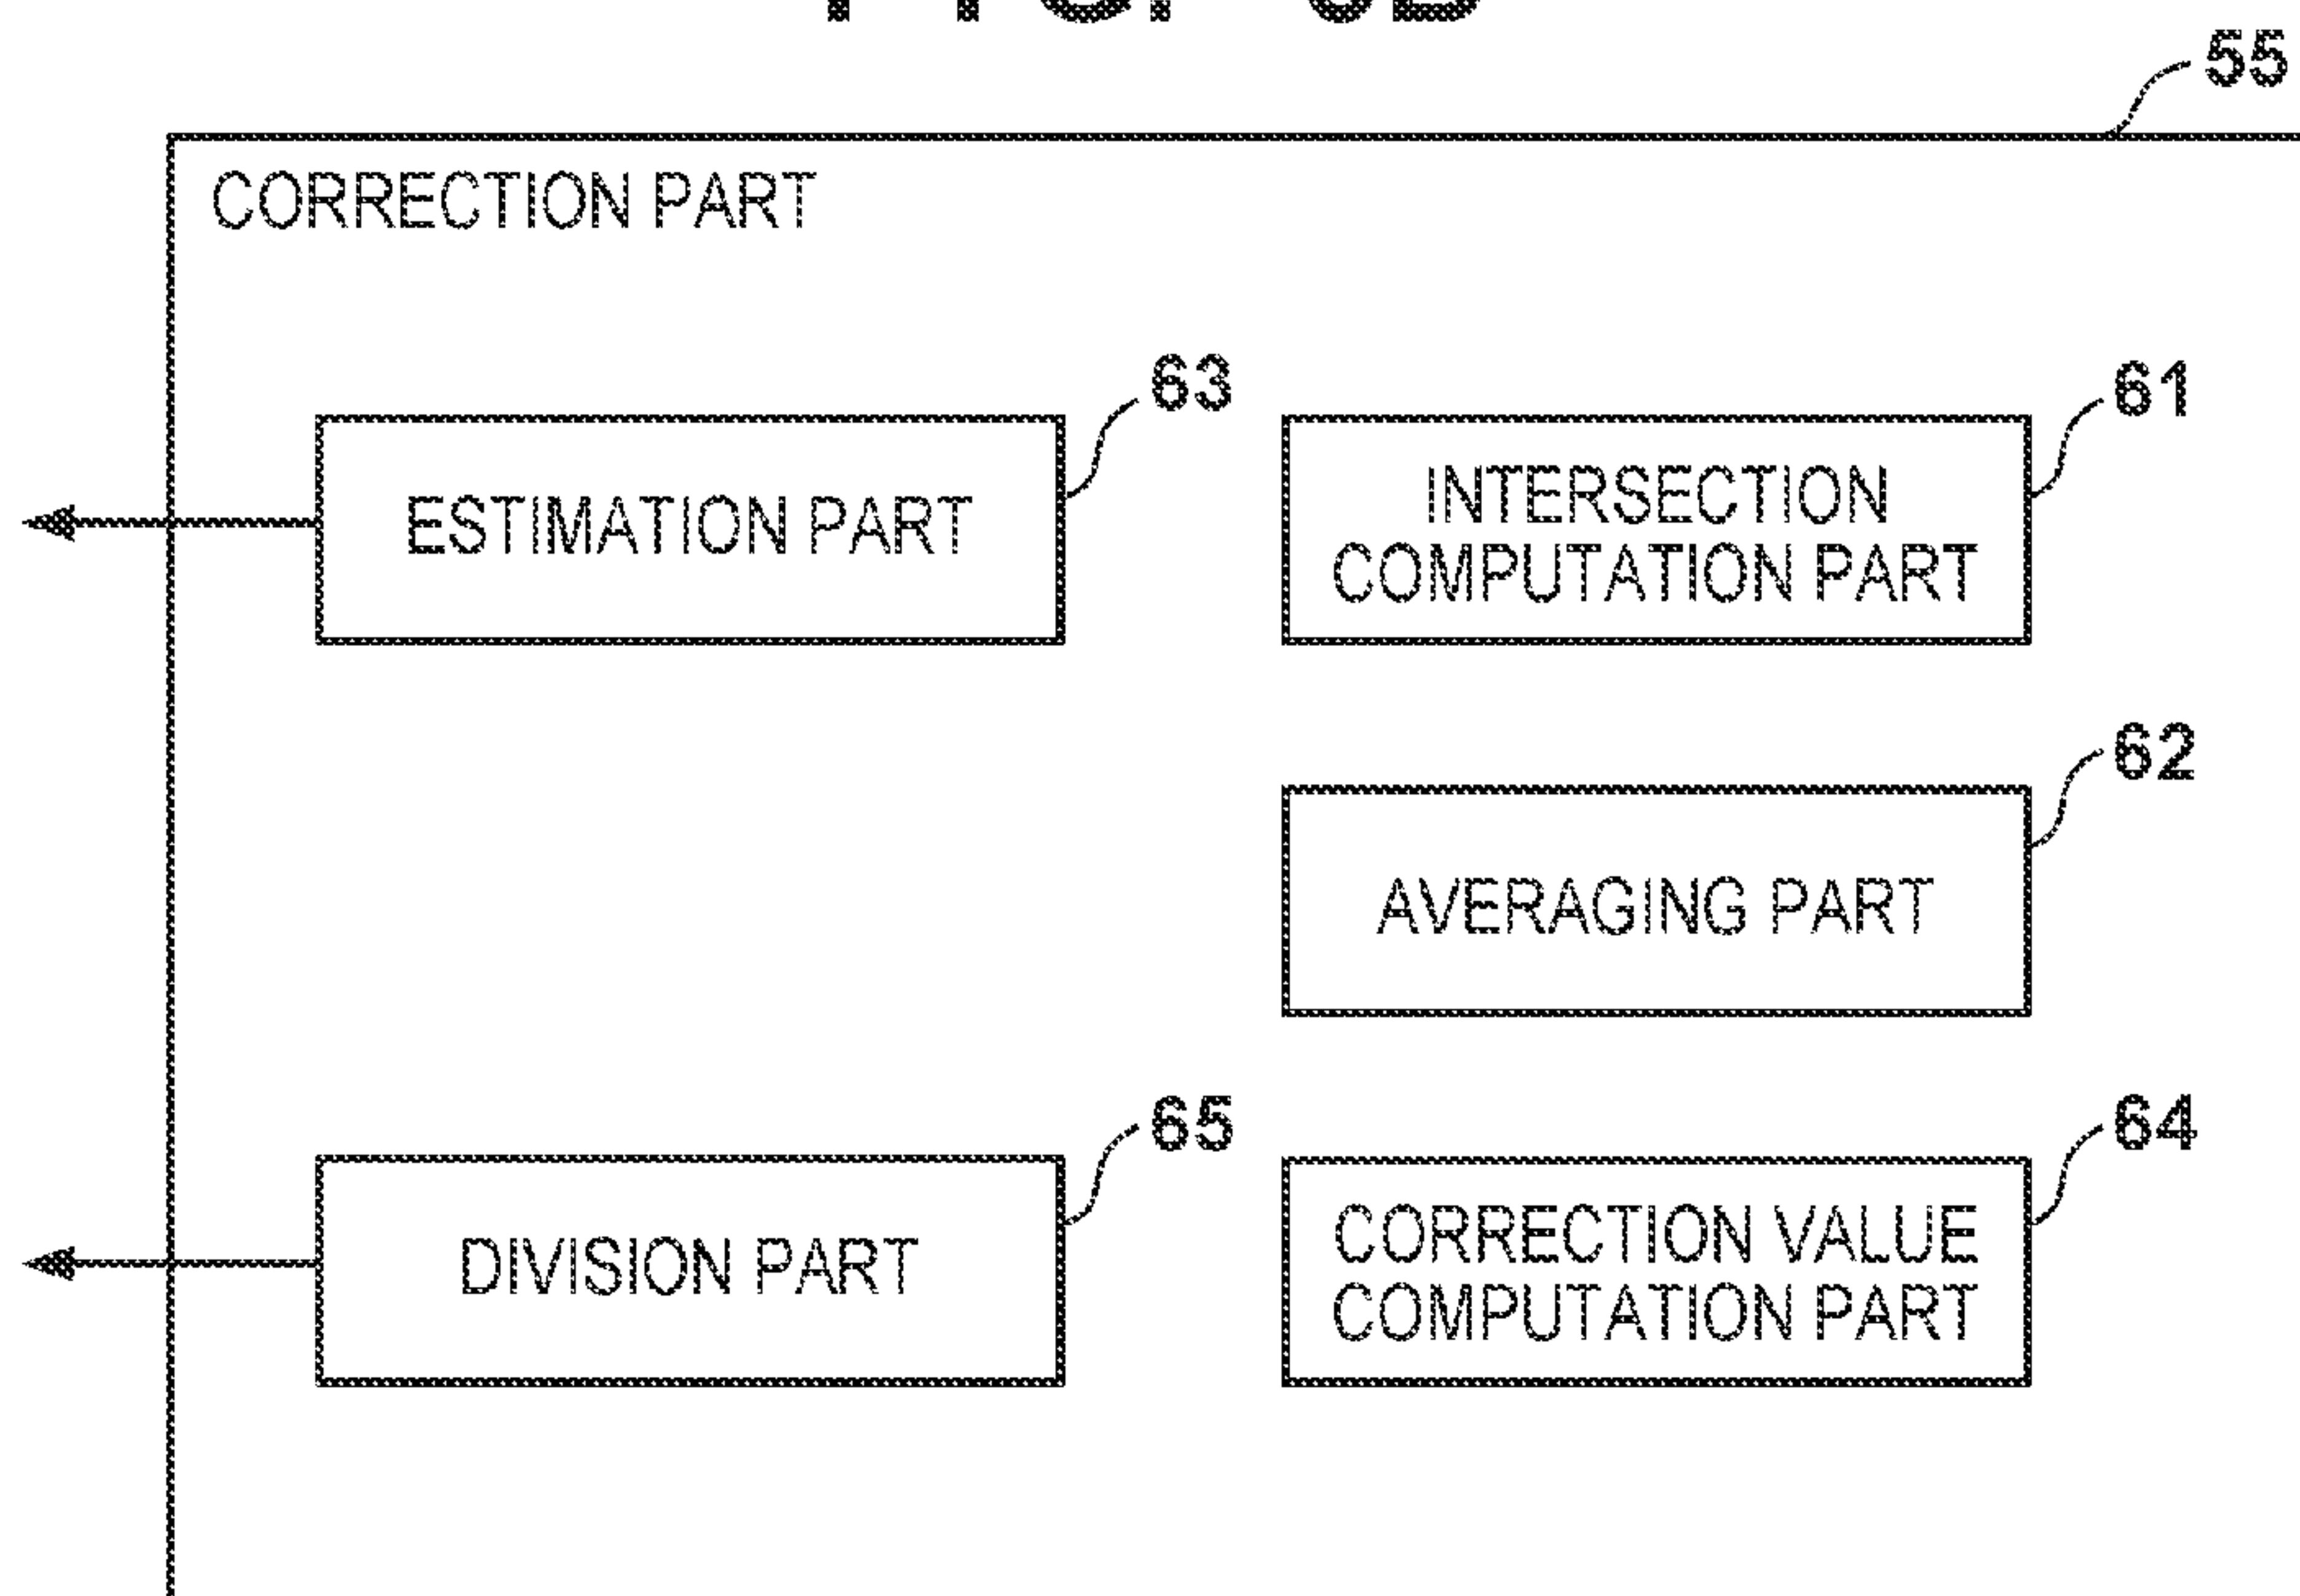 55
CORRECTION PART
63
61
ESTIMATION PART
INTERSECTION
COMPUTATION PART
62
AVERAGING PART
65
64
DIVISION PART
CORRECTION VALUE
COMPUTATION PART